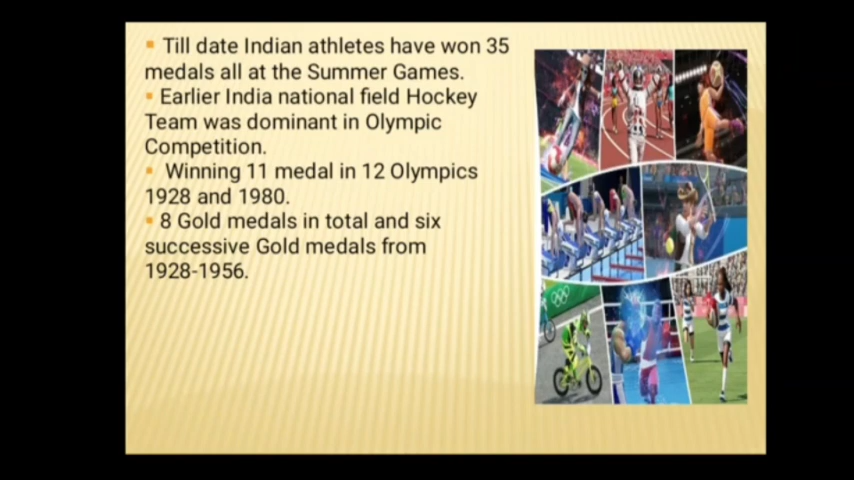 ▪ Till date Indian athletes have won 35
medals all at the Summer Games.
▪ Earlier India national field Hockey
Team was dominant in Olympic
Competition.
▪ Winning 11 medal in 12 Olympics
1928 and 1980.
▪ 8 Gold medals in total and six
successive Gold medals from
1928-1956.